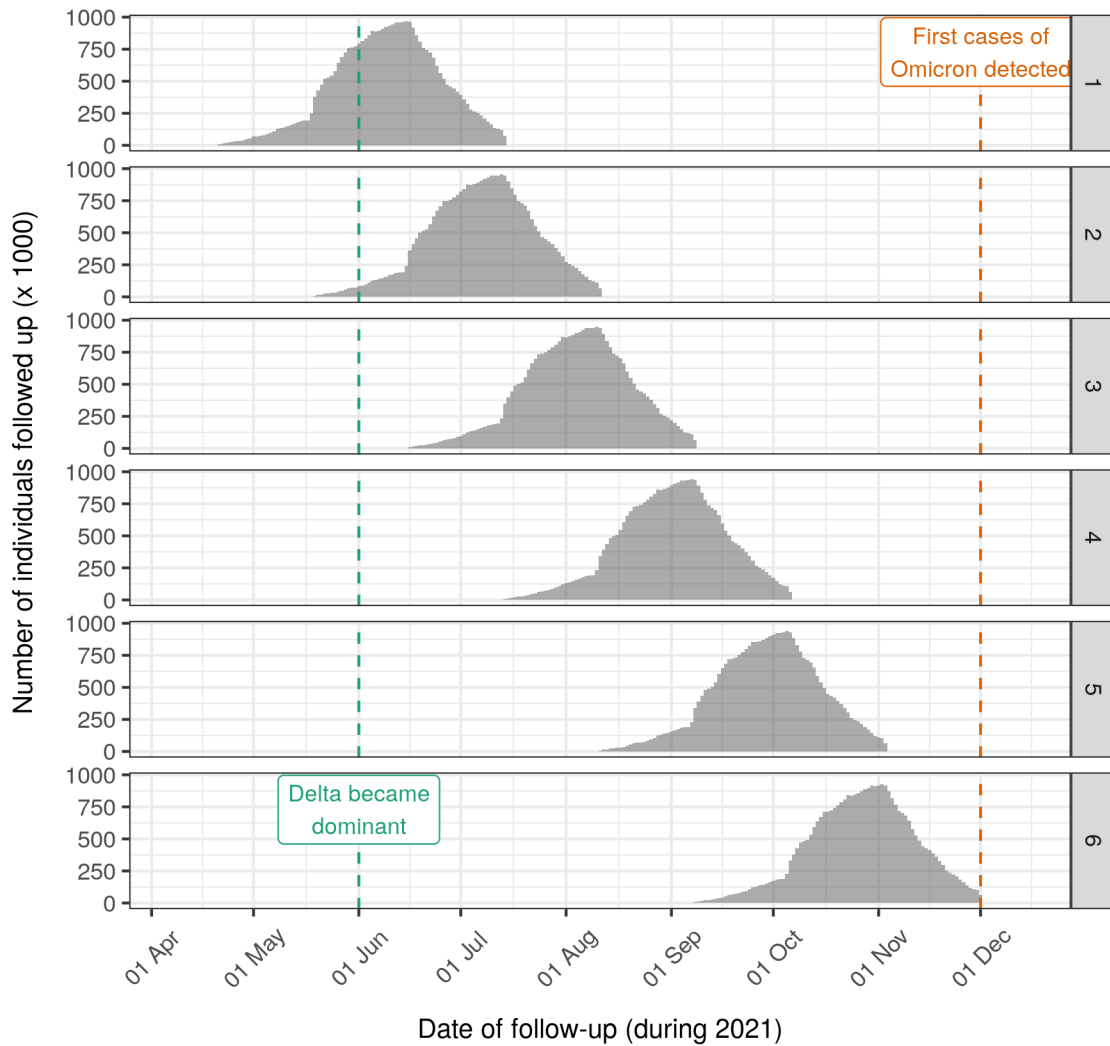 Number of individuals followed up (x 1000)
1000
750
500
250
0
First cases of
Omicron detected
1
1000
750
500
250
0
2
1000
750
500
250
0
3
1000
750
500
250
0
4
1000
750
500
250
0
5
1000
750
500
250
0
Delta became
dominant
6
01 Apr
01 May
01 Jun
01 Jul
01 Aug
01 Sep
01 Oct
01 Nov
01 Dec
Date of follow-up (during 2021)